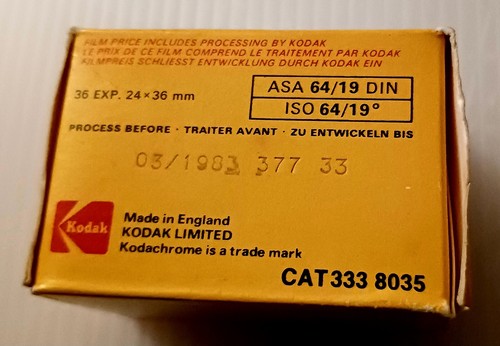 FILM PRICE INCLUDES PROCESSING BY KODAK
LE PRIX DE CE FILM COMPREND LE TRAITEMENT PAR KODAK
FILMPREIS SCHLIESST ENTWICKLUNG DURCH KODAK EIN
36 EXP. 24×36 mm
ASA 64/19 DIN
ISO 64/19°
PROCESS BEFORE · TRAITER AVANT · ZU ENTWICKELN BIS
03/1983 377 33
Kodak
Made in England
KODAK LIMITED
Kodachrome is a trade mark
CAT 333 8035